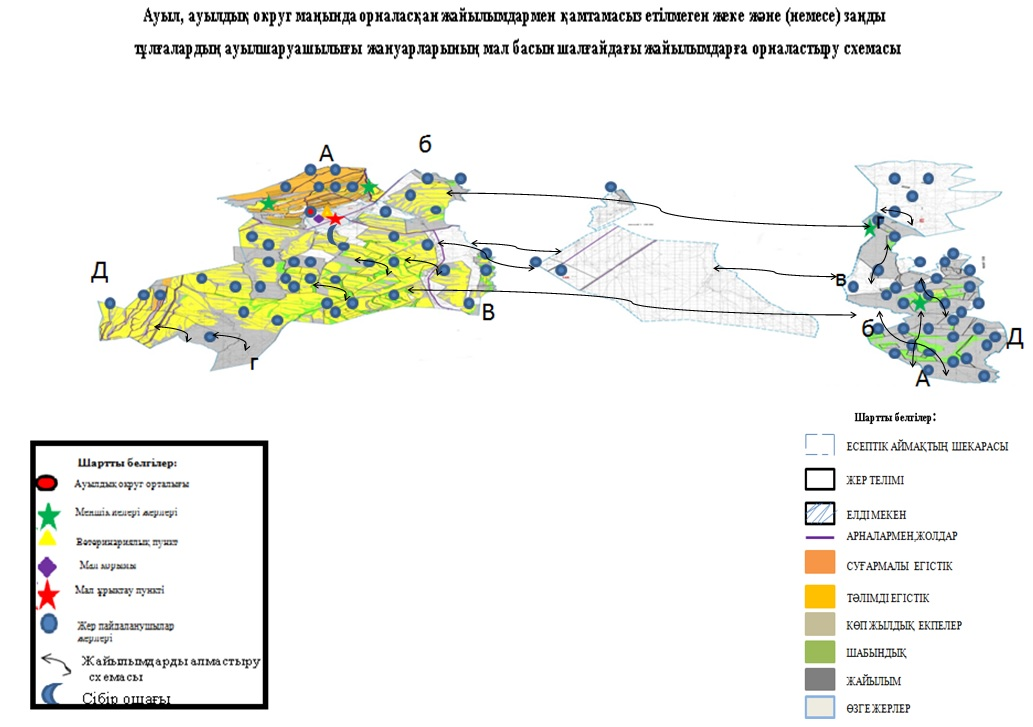 Ауыл, ауылдық округ маңында орналасқан жайылымдармен қамтамасыз етілмеген жеке және (немесе) заңды
тұлғалардың ауылшаруашылығы жануарларының мал басын шалғайдағы жайылымдарға орналастыру схемасы
А
б
Д
В
г
г
в
б
Д
А
Шартты белгілер:
Ауылдық округ орталығы
Меншік иелері жерлері
Ветеринариялық пункт
Мал қорымы
Мал ұрықтау пункті
Жер пайдаланушылар
жерлері
Жайылымдарды алмастыру
схемасы
Сібір ошағы
Шартты белгілер:
ЕСЕПТІК АЙМАҚТЫҢ ШЕКАРАСЫ
ЖЕР ТЕЛІМІ
ЕЛДІ МЕКЕН
АРНАЛАРМЕН,ЖОЛДАР
СУҒАРМАЛЫ ЕГІСТІК
ТӘЛІМДІ ЕГІСТІК
КӨП ЖЫЛДЫҚ ЕКПЕЛЕР
ШАБЫНДЫҚ
ЖАЙЫЛЫМ
ӨЗГЕ ЖЕРЛЕР